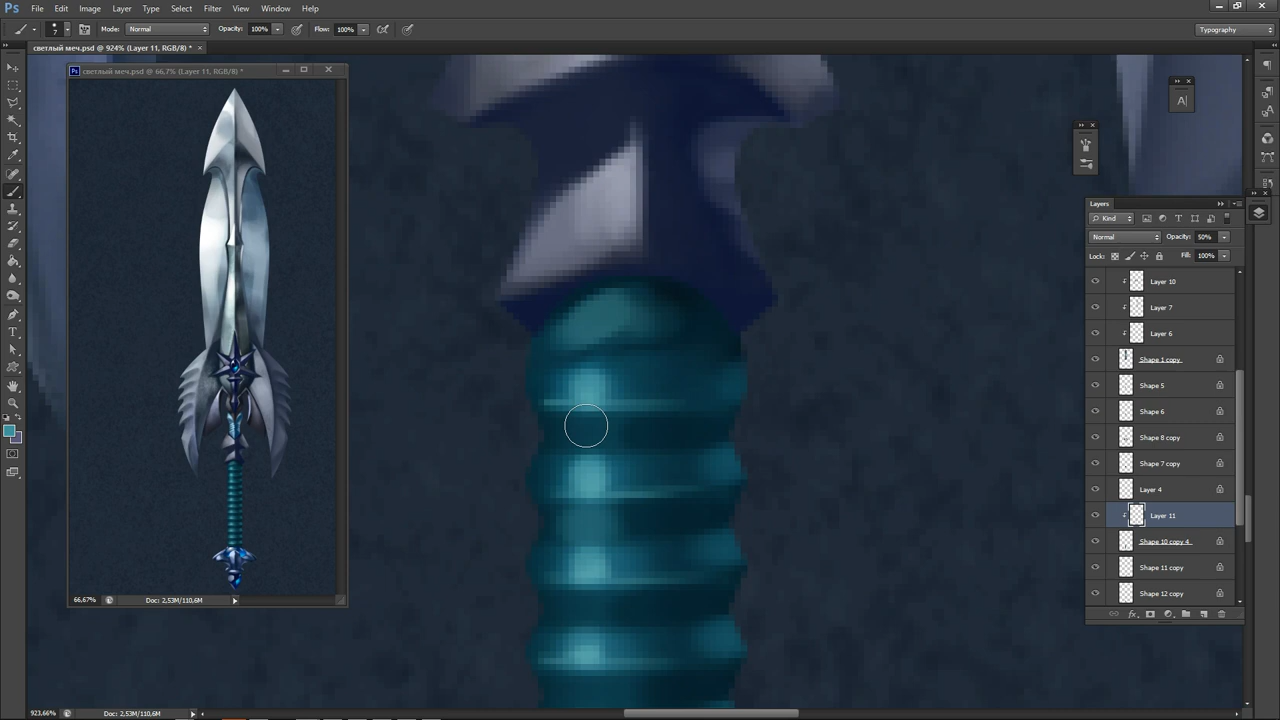 Ps File Edit Image Layer Type Select Filter View Window Help
7 Mode: Normal Opacity: 100% Flow: 100% Typography
светлый меч.psd @ 924% (Layer 11, RGB/8) * ×
Ps светлый меч.psd @ 66,7% (Layer 11, RGB/8) *
A
Layers
Kind
Normal Opacity: 50%
Lock: Fill: 100%
Layer 10
Layer 7
Layer 6
Shape 1 copy
Shape 5
Shape 6
Shape 8 copy
Shape 7 copy
Layer 4
Layer 11
Shape 10 copy 4
Shape 11 copy
Shape 12 copy
fx
66,67% Doc: 2,53M/110,6M
923,66% Doc: 2,53M/110,6M